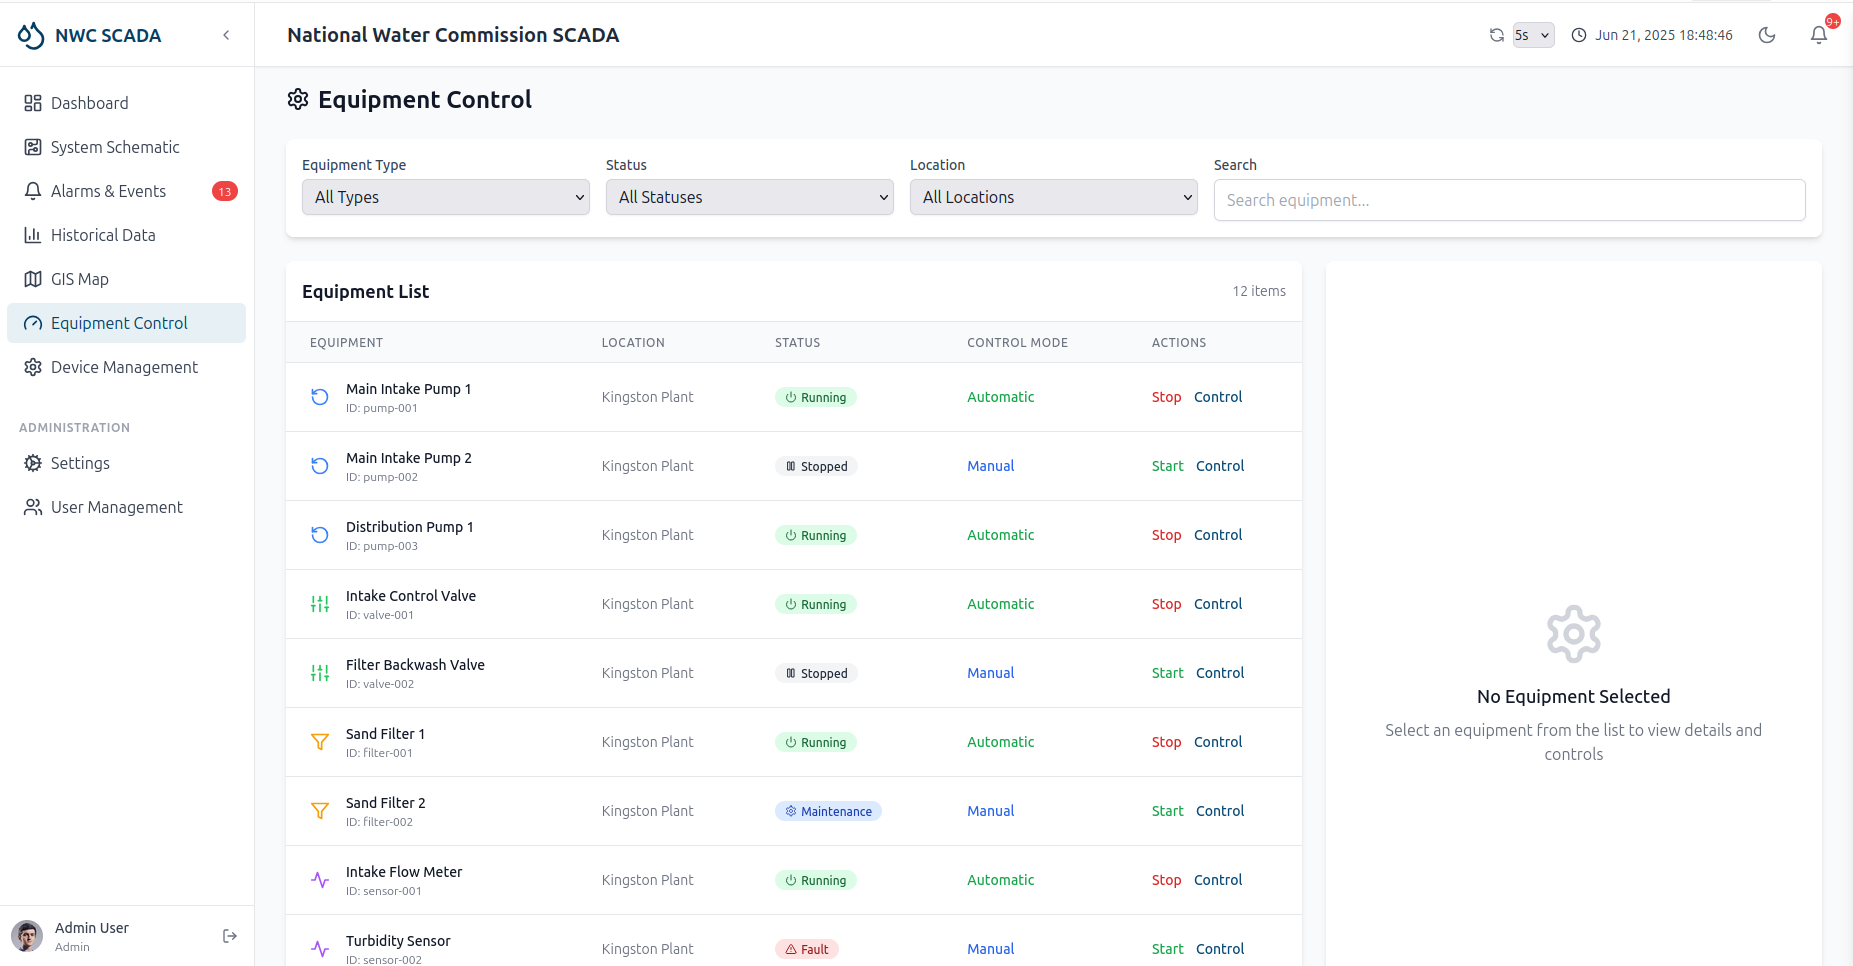 NWC SCADA
National Water Commission SCADA
5s
Jun 21, 2025 18:48:46
9+
Dashboard
System Schematic
Alarms & Events
13
Historical Data
GIS Map
Equipment Control
Device Management
ADMINISTRATION
Settings
User Management
Admin User
Admin
Equipment Control
Equipment Type
Status
Location
Search
All Types
All Statuses
All Locations
Search equipment...
Equipment List
12 items
EQUIPMENT LOCATION STATUS CONTROL MODE ACTIONS
Main Intake Pump 1
ID: pump-001
Kingston Plant
Running
Automatic
Stop Control
Main Intake Pump 2
ID: pump-002
Kingston Plant
Stopped
Manual
Start Control
Distribution Pump 1
ID: pump-003
Kingston Plant
Running
Automatic
Stop Control
Intake Control Valve
ID: valve-001
Kingston Plant
Running
Automatic
Stop Control
Filter Backwash Valve
ID: valve-002
Kingston Plant
Stopped
Manual
Start Control
Sand Filter 1
ID: filter-001
Kingston Plant
Running
Automatic
Stop Control
Sand Filter 2
ID: filter-002
Kingston Plant
Maintenance
Manual
Start Control
Intake Flow Meter
ID: sensor-001
Kingston Plant
Running
Automatic
Stop Control
Turbidity Sensor
ID: sensor-002
Kingston Plant
Fault
Manual
Start Control
No Equipment Selected
Select an equipment from the list to view details and
controls